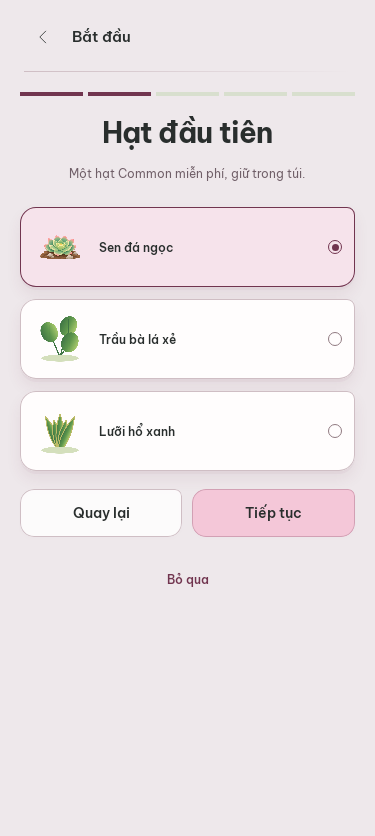 Bắt đầu
Hạt đầu tiên
Một hạt Common miễn phí, giữ trong túi.
Sen đá ngọc
Trầu bà lá xẻ
Lưỡi hổ xanh
Quay lại
Tiếp tục
Bỏ qua